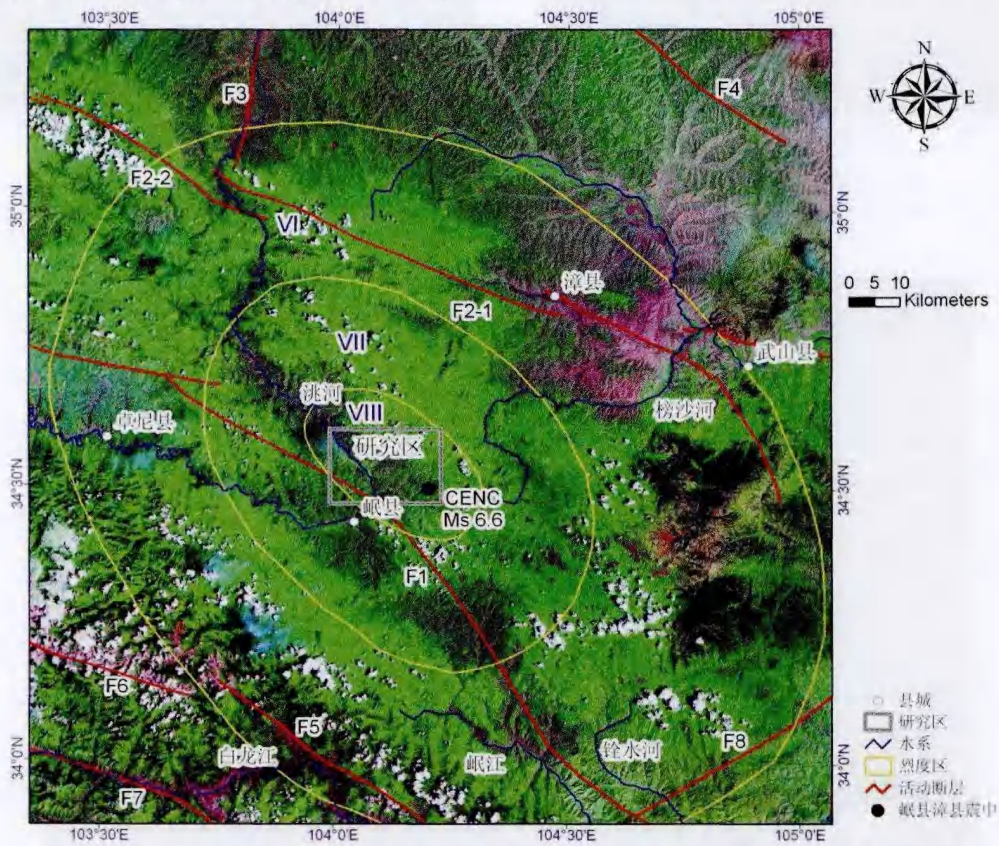 103°30'E 104°0'E 104°30'E 105°0'E
N
W E
S
35°0'N
34°30'N
34°0'N
35°0'N
34°30'N
34°0'N
F3
F4
F2-2
VI
漳县
F2-1
VII
武山县
洮河
VIII
榜沙河
卓尼县
研究区
CENC
Ms 6.6
岷县
F1
F6
F5
白龙江
岷江
铨水河
F8
F7
103°30'E 104°0'E 104°30'E 105°0'E
0 5 10
Kilometers
县城
研究区
水系
烈度区
活动断层
岷县漳县震中